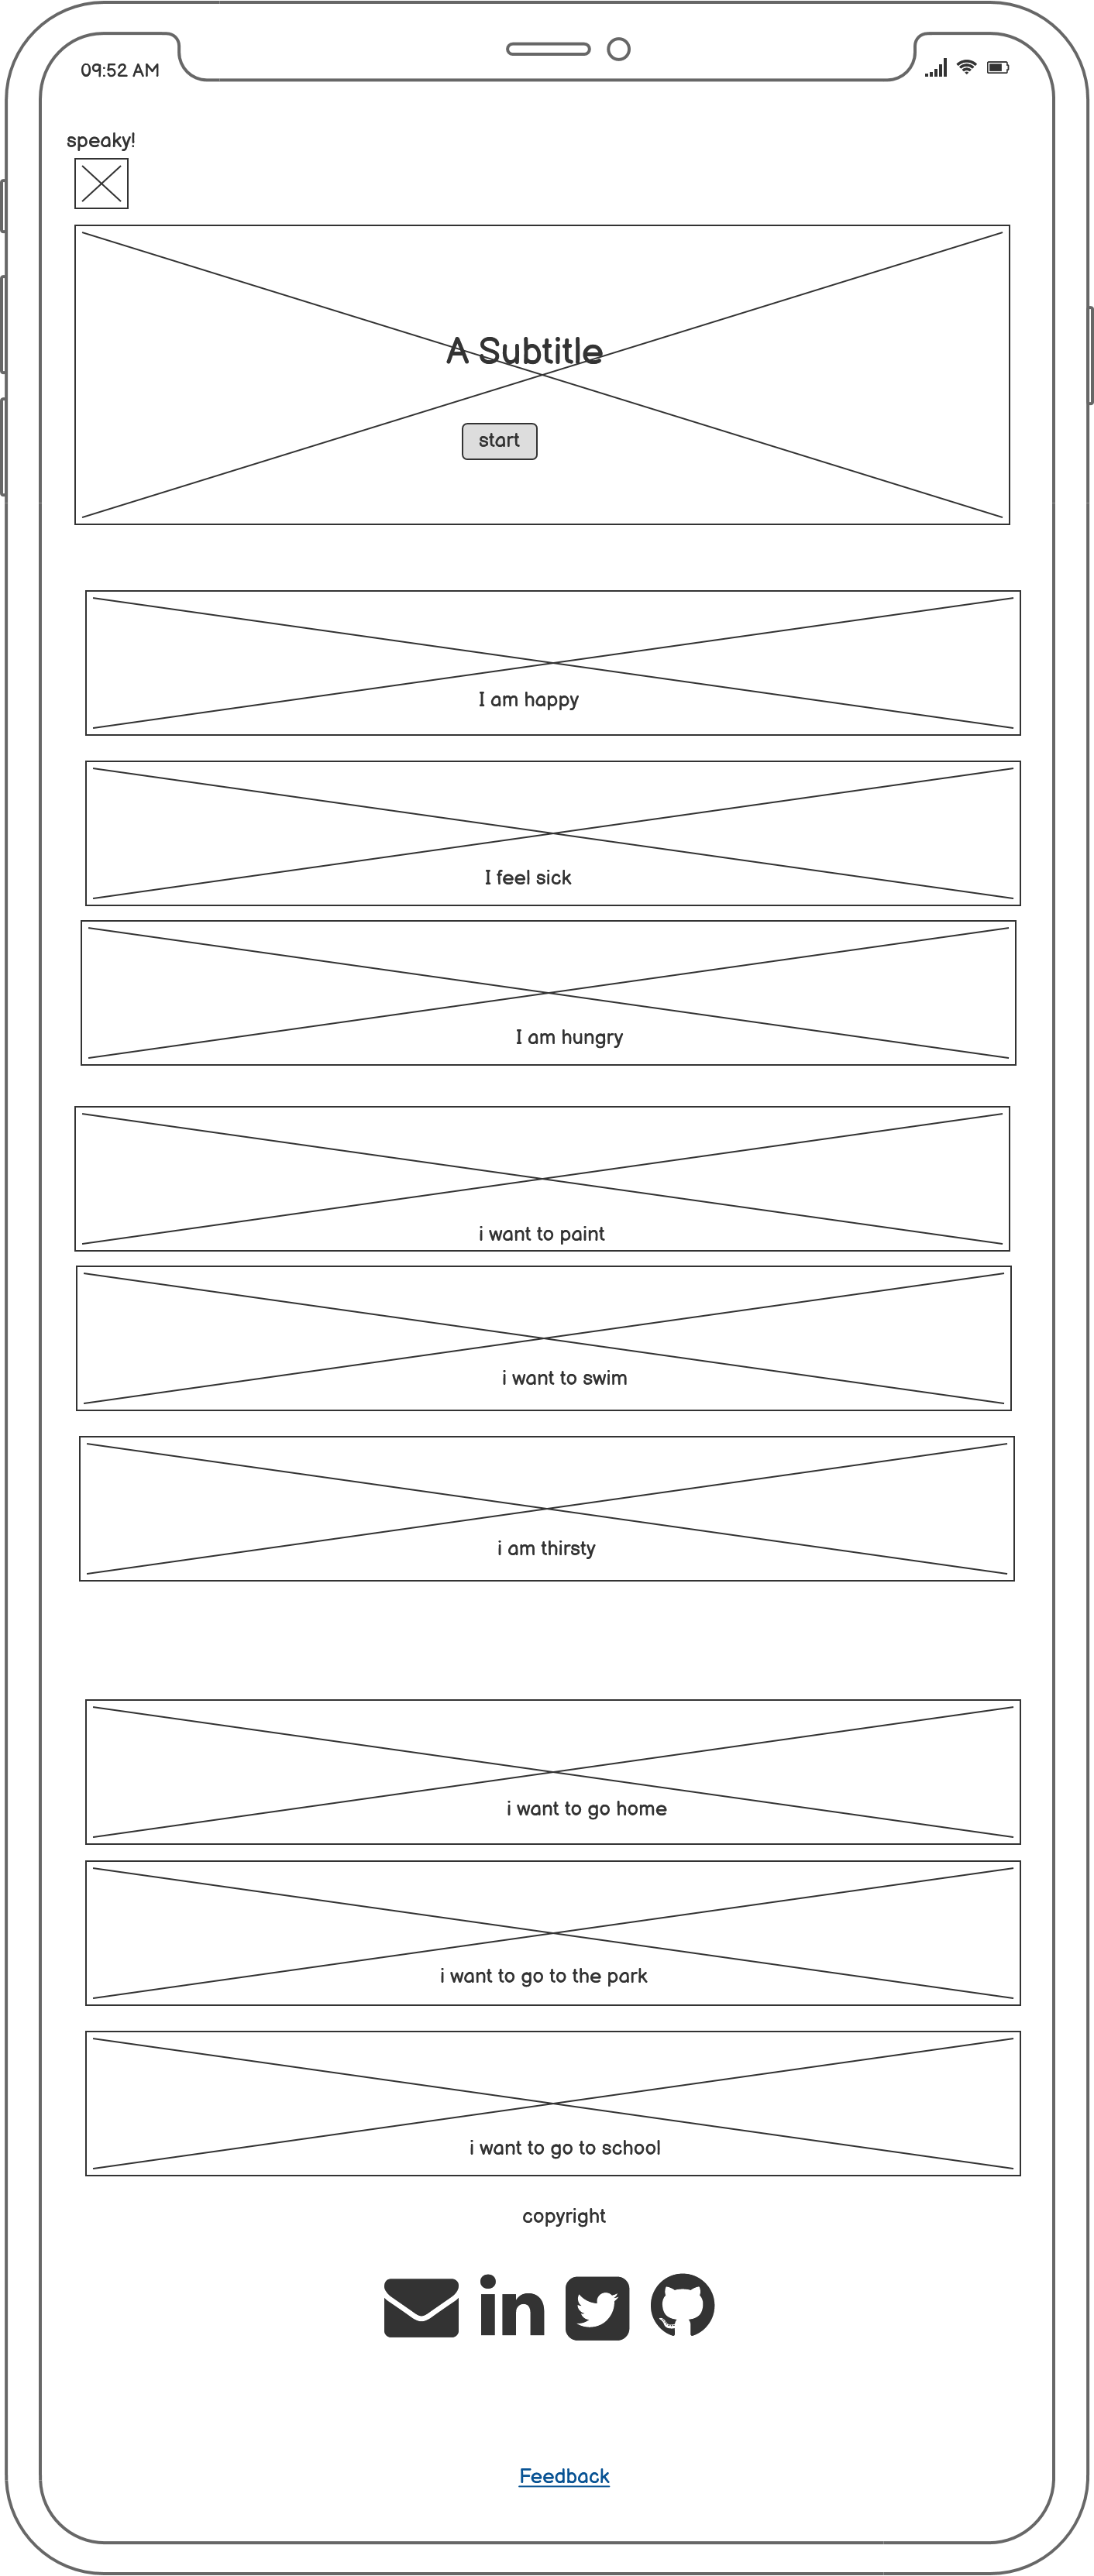 09:52 AM
speaky!
A Subtitle
start
I am happy
I feel sick
I am hungry
i want to paint
i want to swim
i am thirsty
i want to go home
i want to go to the park
i want to go to school
copyright
in
Feedback